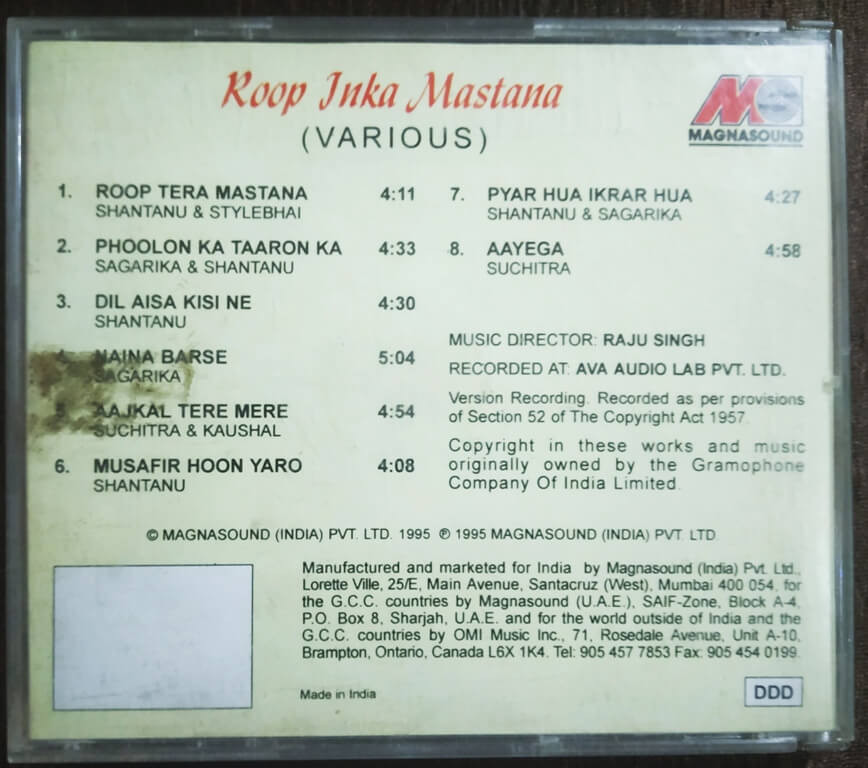 Roop Inka Mastana
(VARIOUS)
MAGNASOUND
1. ROOP TERA MASTANA 4:11
SHANTANU & STYLEBHAI
2. PHOOLON KA TAARON KA 4:33
SAGARIKA & SHANTANU
3. DIL AISA KISI NE 4:30
SHANTANU
4. NAINA BARSE 5:04
SAGARIKA
5. AAJKAL TERE MERE 4:54
SUCHITRA & KAUSHAL
6. MUSAFIR HOON YARO 4:08
SHANTANU
7. PYAR HUA IKRAR HUA 4:27
SHANTANU & SAGARIKA
8. AAYEGA 4:58
SUCHITRA
MUSIC DIRECTOR: RAJU SINGH
RECORDED AT: AVA AUDIO LAB PVT. LTD.
Version Recording. Recorded as per provisions
of Section 52 of The Copyright Act 1957.
Copyright in these works and music
originally owned by the Gramophone
Company Of India Limited.
© MAGNASOUND (INDIA) PVT. LTD. 1995 ℗ 1995 MAGNASOUND (INDIA) PVT. LTD.
Manufactured and marketed for India by Magnasound (India) Pvt. Ltd.,
Lorette Ville, 25/E, Main Avenue, Santacruz (West), Mumbai 400 054. for
the G.C.C. countries by Magnasound (U.A.E.), SAIF-Zone, Block A-4,
P.O. Box 8, Sharjah, U.A.E. and for the world outside of India and the
G.C.C. countries by OMI Music Inc., 71, Rosedale Avenue, Unit A-10,
Brampton, Ontario, Canada L6X 1K4. Tel: 905 457 7853 Fax: 905 454 0199.
Made in India
DDD